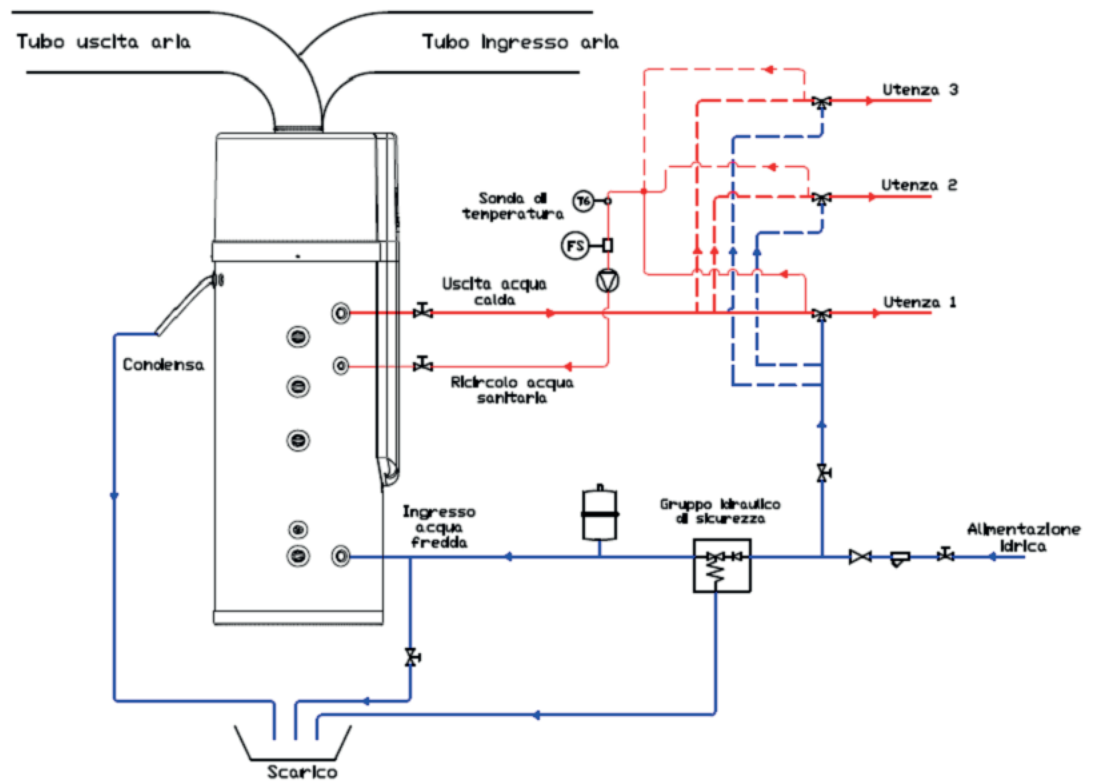 Tubo uscita aria
Tubo ingresso aria
Utenza 3
Sonda di
temperatura
T6
Utenza 2
FS
Uscita acqua
calda
Utenza 1
Condensa
Ricircolo acqua
sanitaria
Ingresso
acqua
fredda
Gruppo idraulico
di sicurezza
Alimentazione
idrica
Scarico